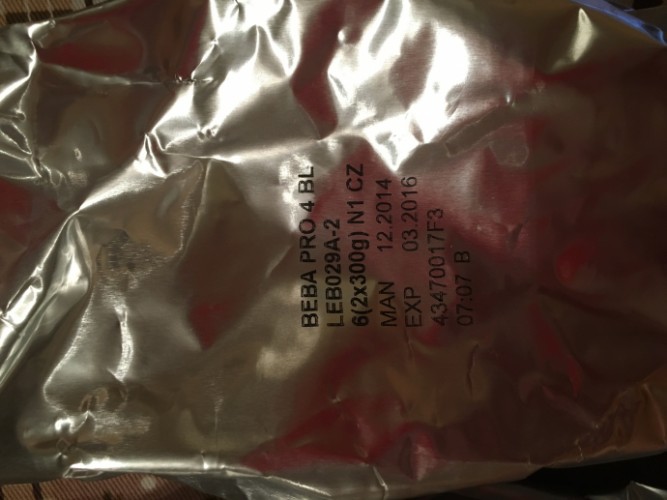 BEBA PRO 4 BL
LEB029A-2
6(2x300g) N1 CZ
MAN 12.2014
EXP 03.2016
43470017F3
07:07 B